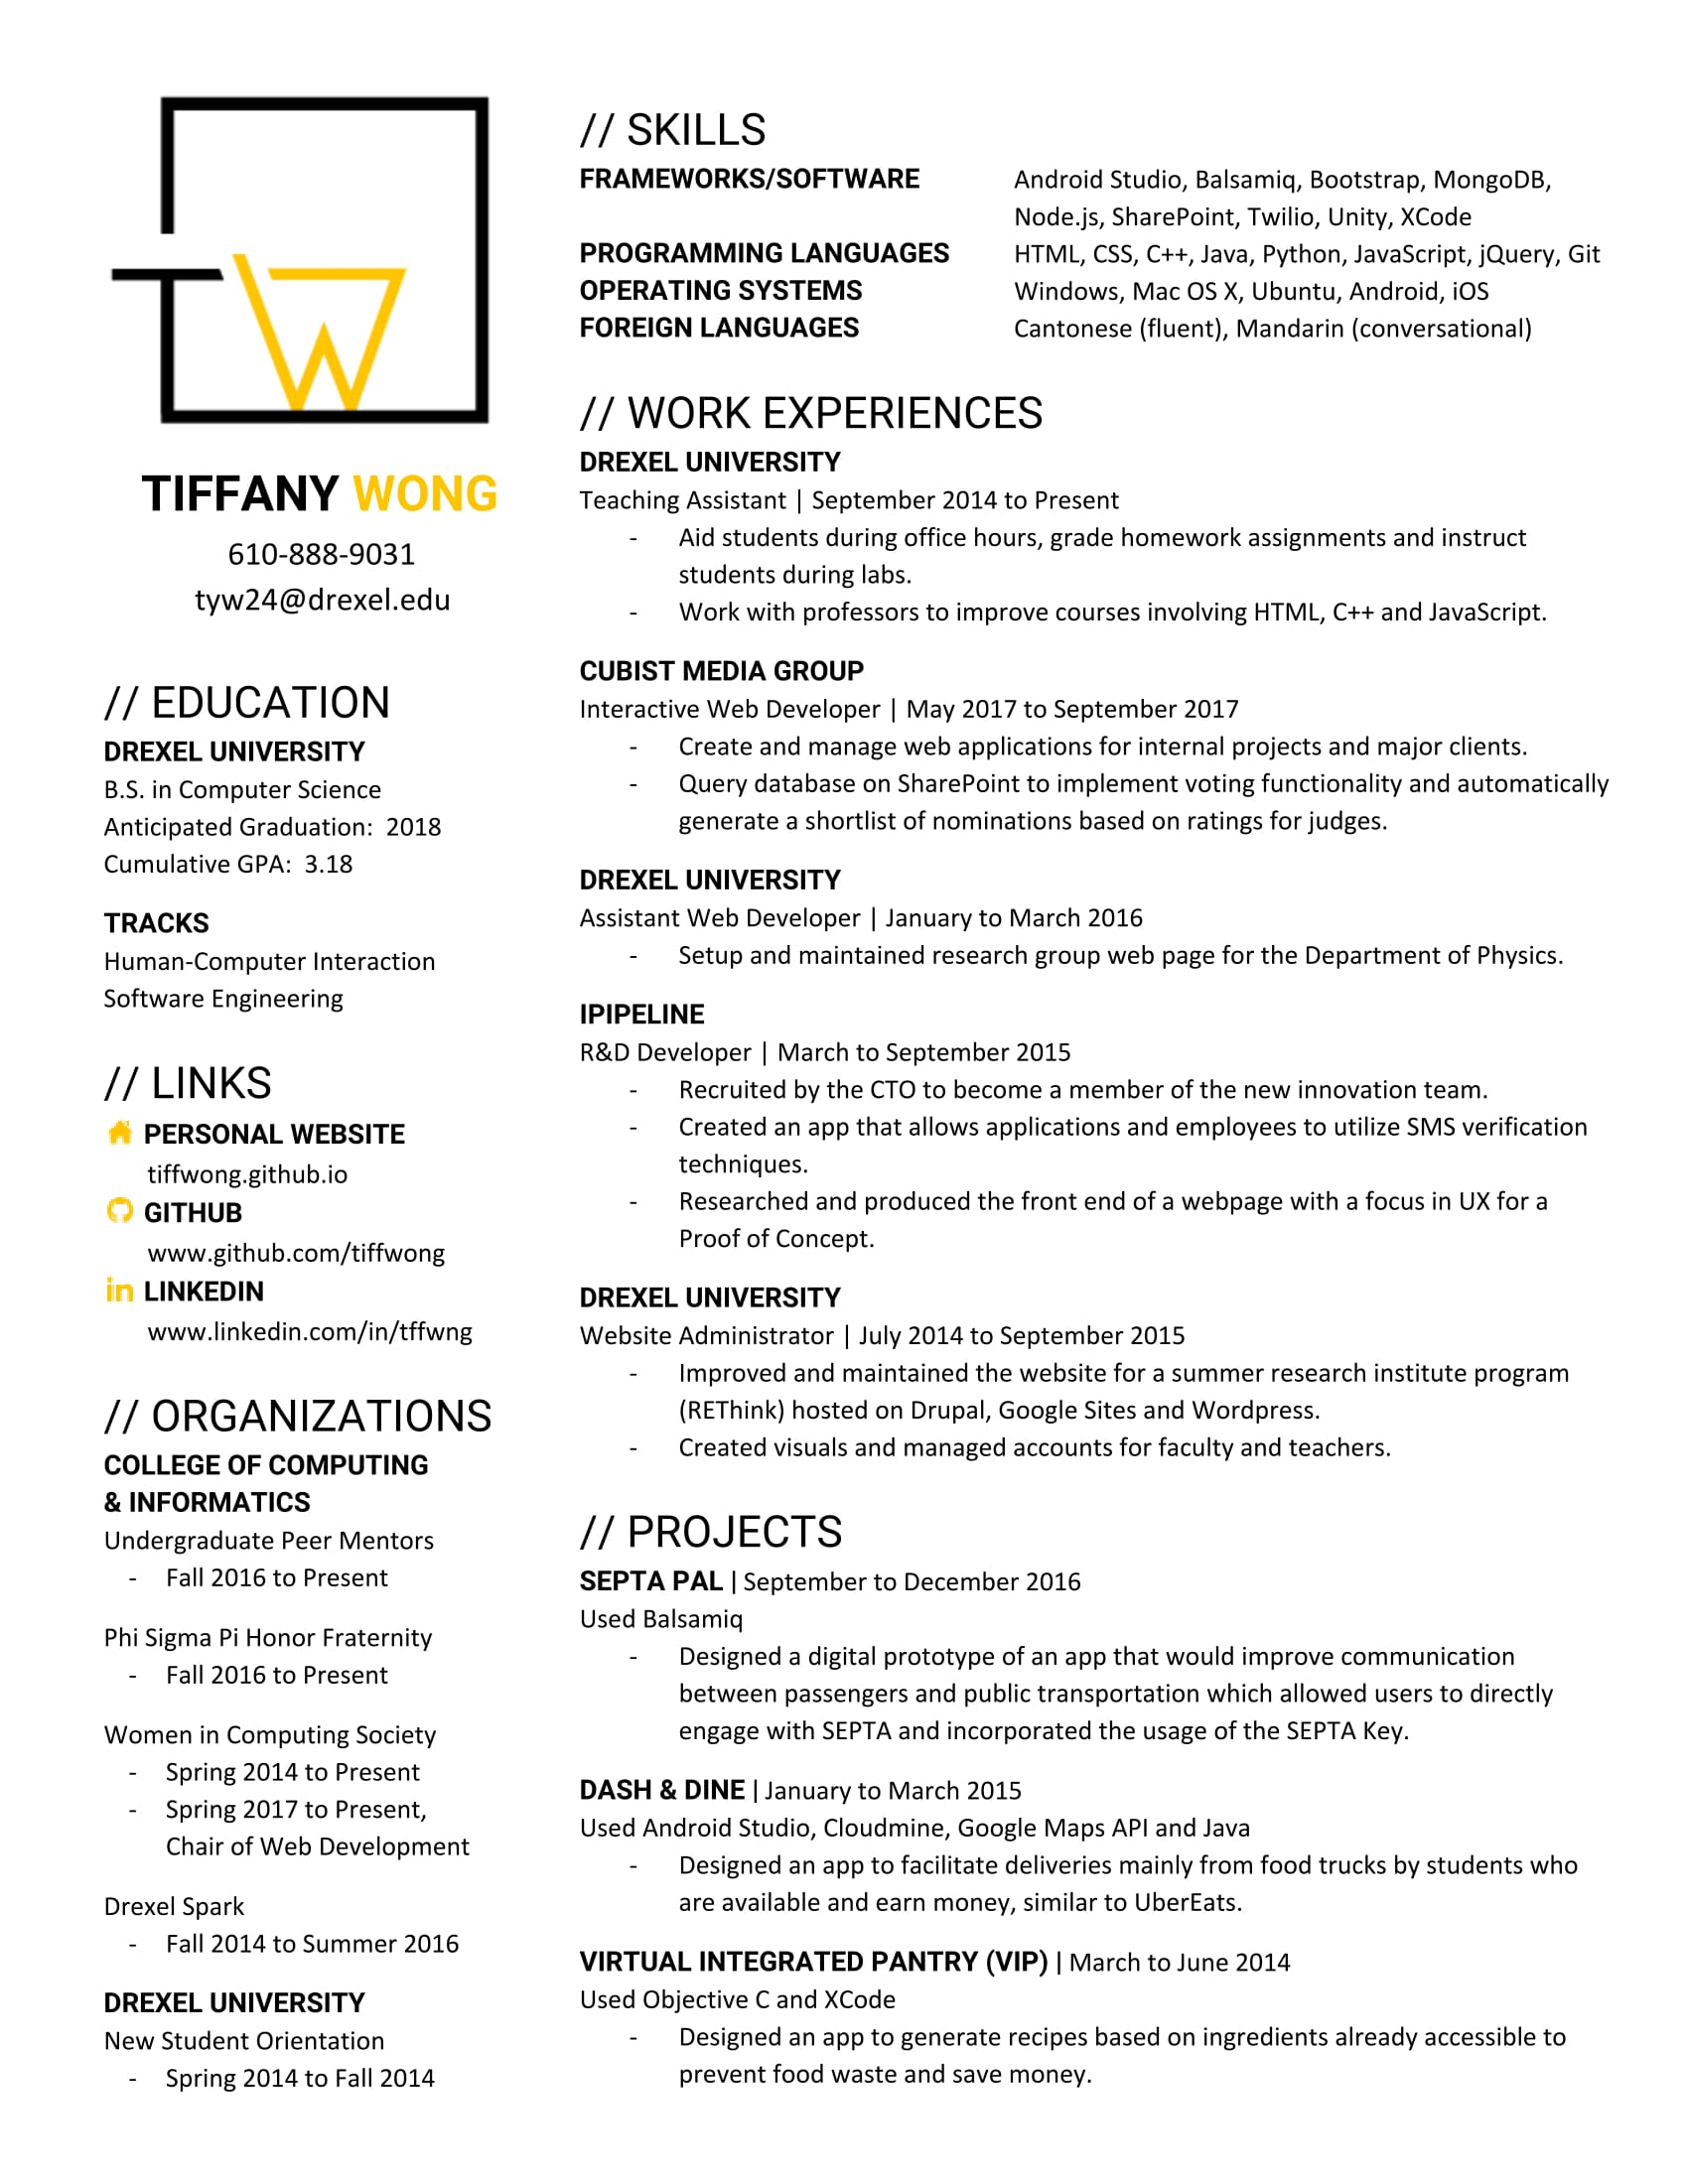 TW
TIFFANY WONG
610-888-9031
tyw24@drexel.edu
// EDUCATION
DREXEL UNIVERSITY
B.S. in Computer Science
Anticipated Graduation:  2018
Cumulative GPA:  3.18
TRACKS
Human-Computer Interaction
Software Engineering
// LINKS
PERSONAL WEBSITE
tiffwong.github.io
GITHUB
www.github.com/tiffwong
in LINKEDIN
www.linkedin.com/in/tffwng
// ORGANIZATIONS
COLLEGE OF COMPUTING
& INFORMATICS
Undergraduate Peer Mentors
- Fall 2016 to Present
Phi Sigma Pi Honor Fraternity
- Fall 2016 to Present
Women in Computing Society
- Spring 2014 to Present
- Spring 2017 to Present,
Chair of Web Development
Drexel Spark
- Fall 2014 to Summer 2016
DREXEL UNIVERSITY
New Student Orientation
- Spring 2014 to Fall 2014
// SKILLS
FRAMEWORKS/SOFTWARE Android Studio, Balsamiq, Bootstrap, MongoDB,
Node.js, SharePoint, Twilio, Unity, XCode
PROGRAMMING LANGUAGES HTML, CSS, C++, Java, Python, JavaScript, jQuery, Git
OPERATING SYSTEMS Windows, Mac OS X, Ubuntu, Android, iOS
FOREIGN LANGUAGES Cantonese (fluent), Mandarin (conversational)
// WORK EXPERIENCES
DREXEL UNIVERSITY
Teaching Assistant | September 2014 to Present
- Aid students during office hours, grade homework assignments and instruct
students during labs.
- Work with professors to improve courses involving HTML, C++ and JavaScript.
CUBIST MEDIA GROUP
Interactive Web Developer | May 2017 to September 2017
- Create and manage web applications for internal projects and major clients.
- Query database on SharePoint to implement voting functionality and automatically
generate a shortlist of nominations based on ratings for judges.
DREXEL UNIVERSITY
Assistant Web Developer | January to March 2016
- Setup and maintained research group web page for the Department of Physics.
IPIPELINE
R&D Developer | March to September 2015
- Recruited by the CTO to become a member of the new innovation team.
- Created an app that allows applications and employees to utilize SMS verification
techniques.
- Researched and produced the front end of a webpage with a focus in UX for a
Proof of Concept.
DREXEL UNIVERSITY
Website Administrator | July 2014 to September 2015
- Improved and maintained the website for a summer research institute program
(REThink) hosted on Drupal, Google Sites and Wordpress.
- Created visuals and managed accounts for faculty and teachers.
// PROJECTS
SEPTA PAL | September to December 2016
Used Balsamiq
- Designed a digital prototype of an app that would improve communication
between passengers and public transportation which allowed users to directly
engage with SEPTA and incorporated the usage of the SEPTA Key.
DASH & DINE | January to March 2015
Used Android Studio, Cloudmine, Google Maps API and Java
- Designed an app to facilitate deliveries mainly from food trucks by students who
are available and earn money, similar to UberEats.
VIRTUAL INTEGRATED PANTRY (VIP) | March to June 2014
Used Objective C and XCode
- Designed an app to generate recipes based on ingredients already accessible to
prevent food waste and save money.